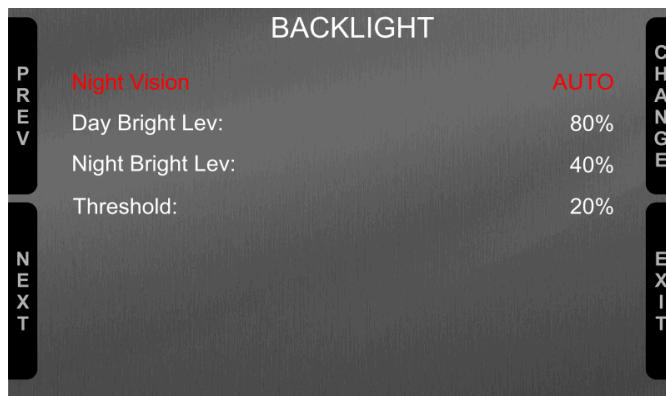 BACKLIGHT
PREV
CHANGE
Night Vision AUTO
Day Bright Lev: 80%
Night Bright Lev: 40%
Threshold: 20%
NEXT
EXIT